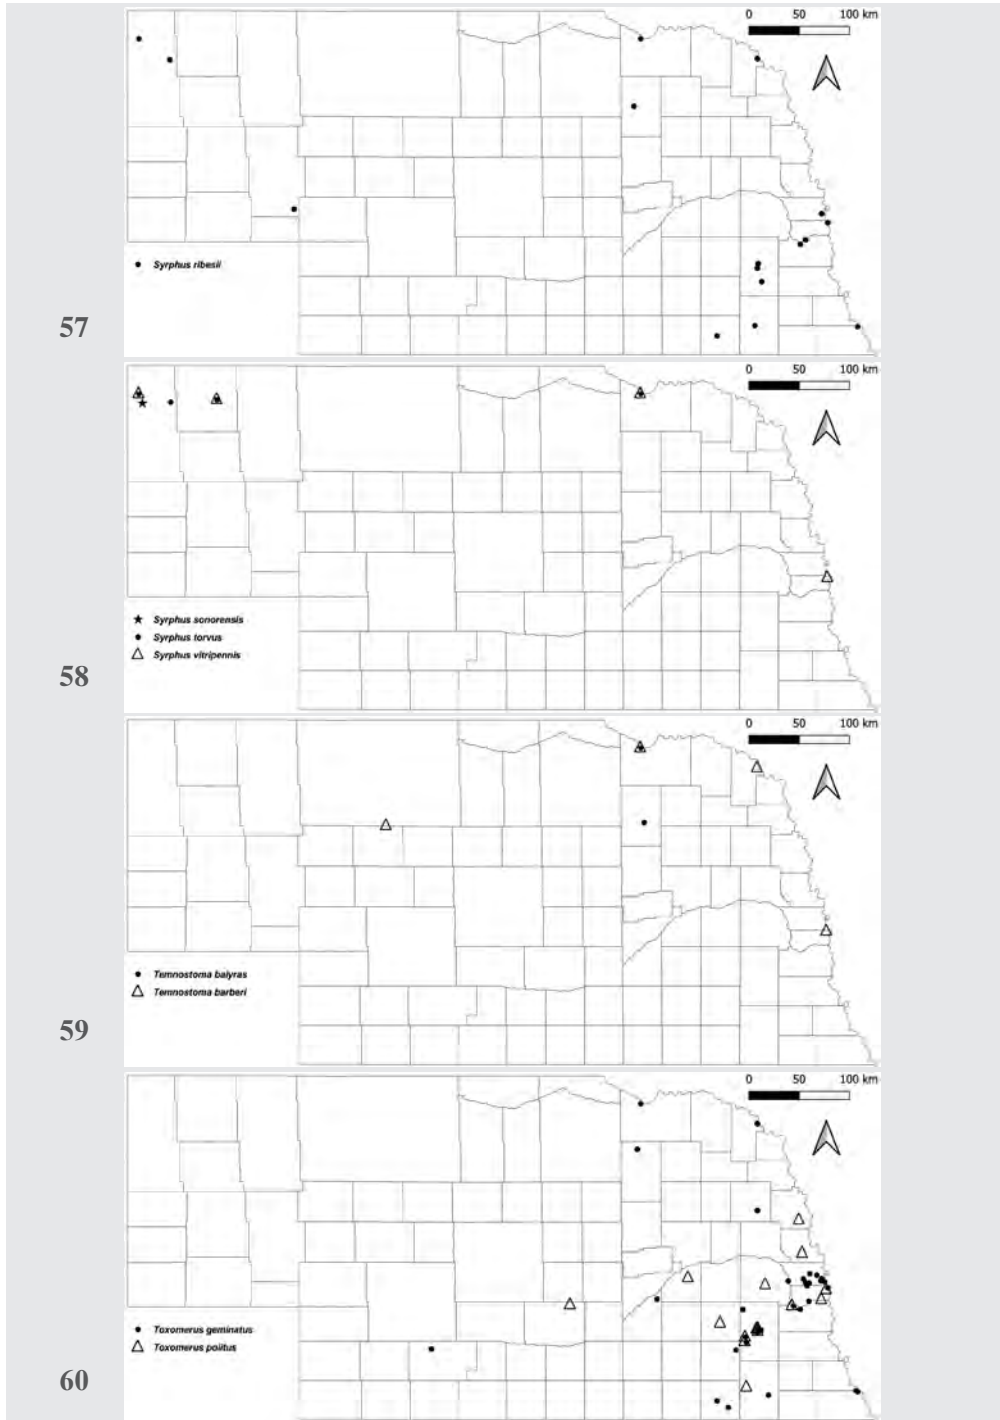 0 50 100 km
Syrphus ribesii
57
0 50 100 km
Syrphus sonorensis
Syrphus torvus
Syrphus vitripennis
58
0 50 100 km
Temnostoma balyras
Temnostoma barberi
59
0 50 100 km
Toxomerus geminatus
Toxomerus politus
60